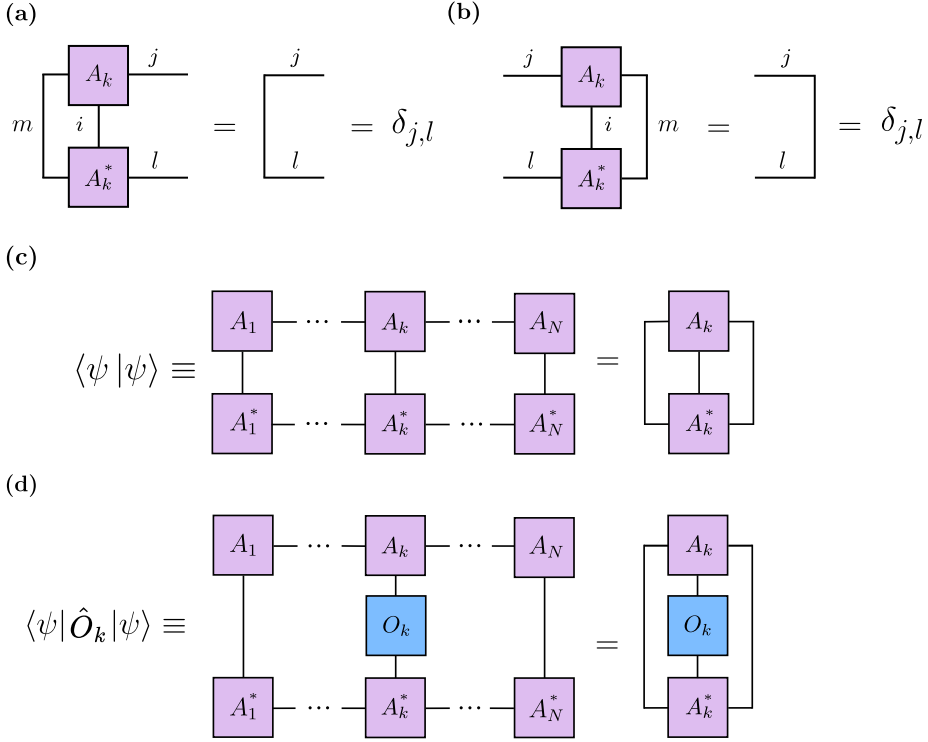 (a)
(b)
A_k j = = δ_{j,l}
m i l
A_k^* l
j A_k = j = δ_{j,l}
i m l
l A_k^*
(c)
A_1 ··· A_k ··· A_N A_k
⟨ψ|ψ⟩ ≡ =
A_1^* ··· A_k^* ··· A_N^* A_k^*
(d)
A_1 ··· A_k ··· A_N A_k
⟨ψ|Ô_k|ψ⟩ ≡ O_k = O_k
A_1^* ··· A_k^* ··· A_N^* A_k^*